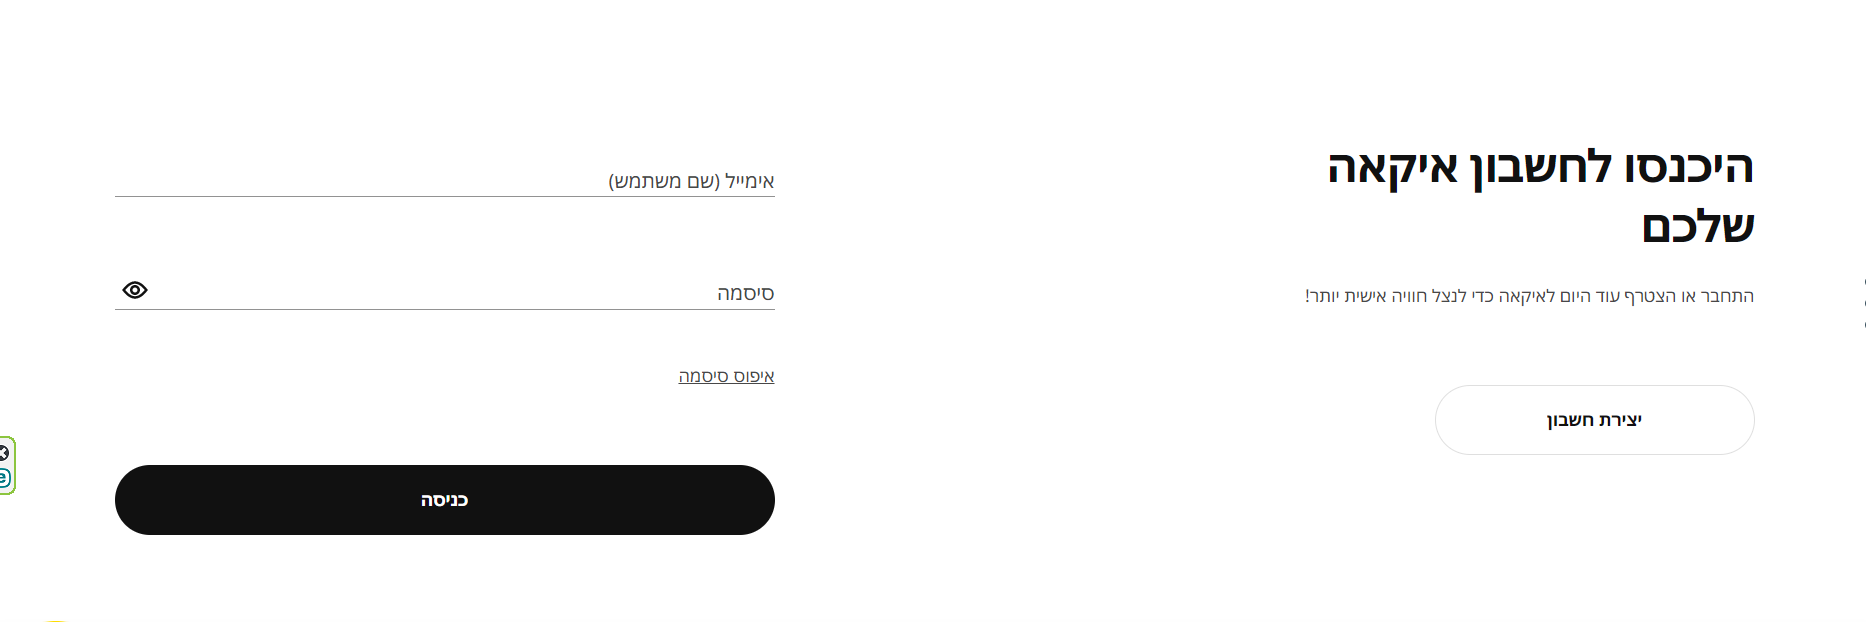 היכנסו לחשבון איקאה
שלכם
התחבר או הצטרף עוד היום לאיקאה כדי לנצל חוויה אישית יותר!
יצירת חשבון
אימייל (שם משתמש)
סיסמה
איפוס סיסמה
כניסה